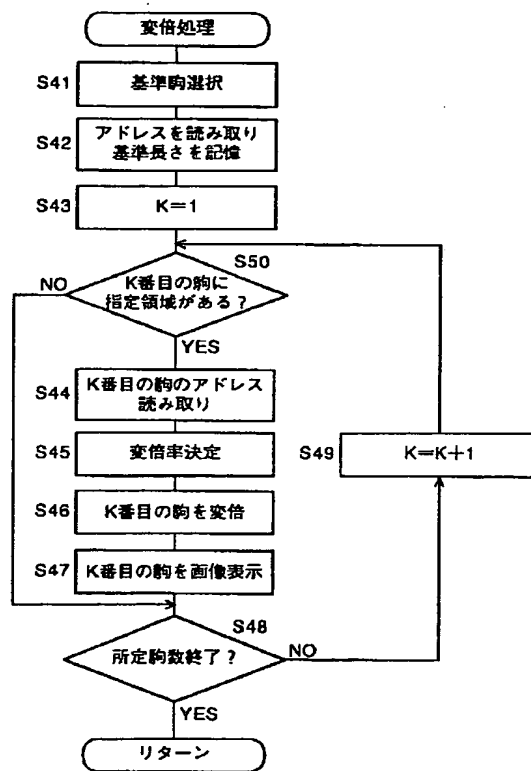 変倍処理
S41
基準駒選択
S42
アドレスを読み取り
基準長さを記憶
S43
K=1
S50
NO
K番目の駒に
指定領域がある?
YES
S44
K番目の駒のアドレス
読み取り
S45
変倍率決定
S49
K=K+1
S46
K番目の駒を変倍
S47
K番目の駒を画像表示
S48
所定駒数終了?
NO
YES
リターン